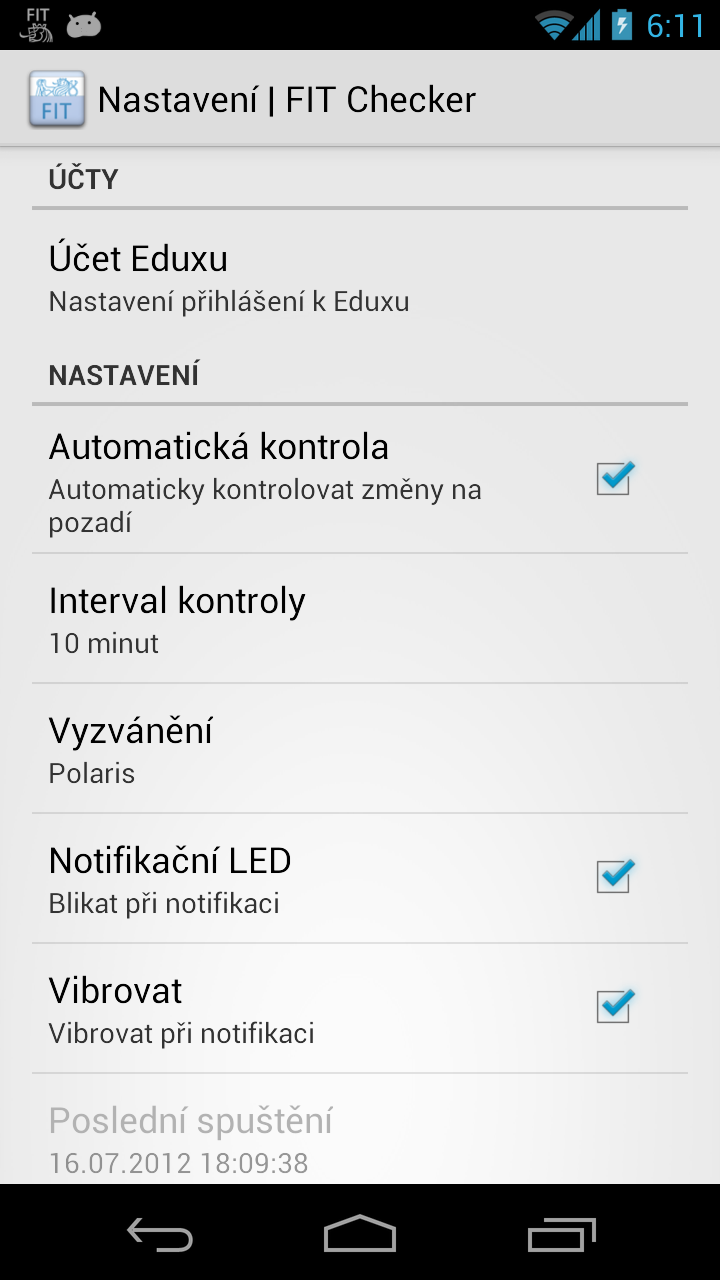 FIT
6:11
FIT
Nastavení | FIT Checker
ÚČTY
Účet Eduxu
Nastavení přihlášení k Eduxu
NASTAVENÍ
Automatická kontrola
Automaticky kontrolovat změny na
pozadí
Interval kontroly
10 minut
Vyzvánění
Polaris
Notifikační LED
Blikat při notifikaci
Vibrovat
Vibrovat při notifikaci
Poslední spuštění
16.07.2012 18:09:38